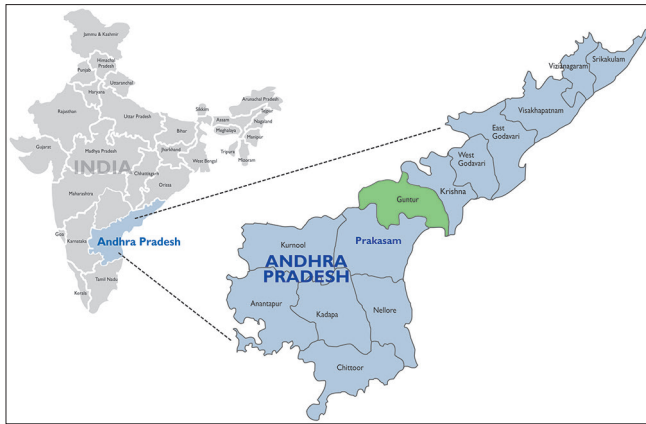 Jammu & Kashmir
Himachal
Pradesh
Punjab
Uttaranchal
Haryana
Arunachal Pradesh
Sikkim
Rajasthan
Uttar Pradesh
Assam
Nagaland
Bihar
Meghalaya
Manipur
Gujarat
Madhya Pradesh
Jharkhand
Tripura
Mizoram
West Bengal
INDIA
Chhattisgarh
Orissa
Maharashtra
Goa
Karnataka
Andhra Pradesh
Tamil Nadu
Kerala
Srikakulam
Vizianagaram
Visakhapatnam
East
Godavari
West
Godavari
Krishna
Guntur
Prakasam
Kurnool
ANDHRA
PRADESH
Anantapur
Kadapa
Nellore
Chittoor